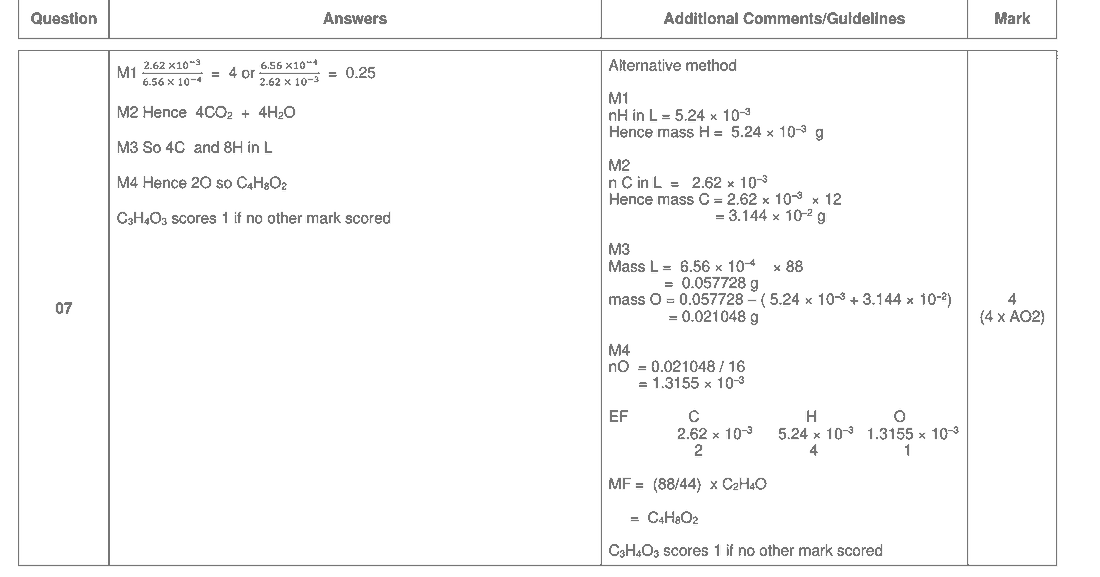 Question Answers Additional Comments/Guidelines Mark
07
M1 2.62 ×10⁻³ / 6.56 × 10⁻⁴ = 4 or 6.56 ×10⁻⁴ / 2.62 × 10⁻³ = 0.25
M2 Hence 4CO₂ + 4H₂O
M3 So 4C and 8H in L
M4 Hence 2O so C₄H₈O₂
C₃H₄O₃ scores 1 if no other mark scored
Alternative method
M1
nH in L = 5.24 × 10⁻³
Hence mass H = 5.24 × 10⁻³ g
M2
n C in L = 2.62 × 10⁻³
Hence mass C = 2.62 × 10⁻³ × 12
= 3.144 × 10⁻² g
M3
Mass L = 6.56 × 10⁻⁴ × 88
= 0.057728 g
mass O = 0.057728 – ( 5.24 × 10⁻³ + 3.144 × 10⁻²)
= 0.021048 g
M4
nO = 0.021048 / 16
= 1.3155 × 10⁻³
EF C H O
2.62 × 10⁻³ 5.24 × 10⁻³ 1.3155 × 10⁻³
2 4 1
MF = (88/44) × C₂H₄O
= C₄H₈O₂
C₃H₄O₃ scores 1 if no other mark scored
4
(4 x AO2)